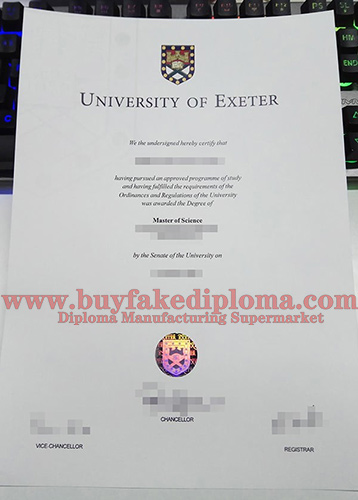 UNIVERSITY OF EXETER
We the undersigned hereby certify that
having pursued an approved programme of study
and having fulfilled the requirements of the
Ordinances and Regulations of the University
was awarded the Degree of
Master of Science
by the Senate of the University on
www.buyfakediploma.com
Diploma Manufacturing Supermarket
CHANCELLOR
VICE-CHANCELLOR
REGISTRAR